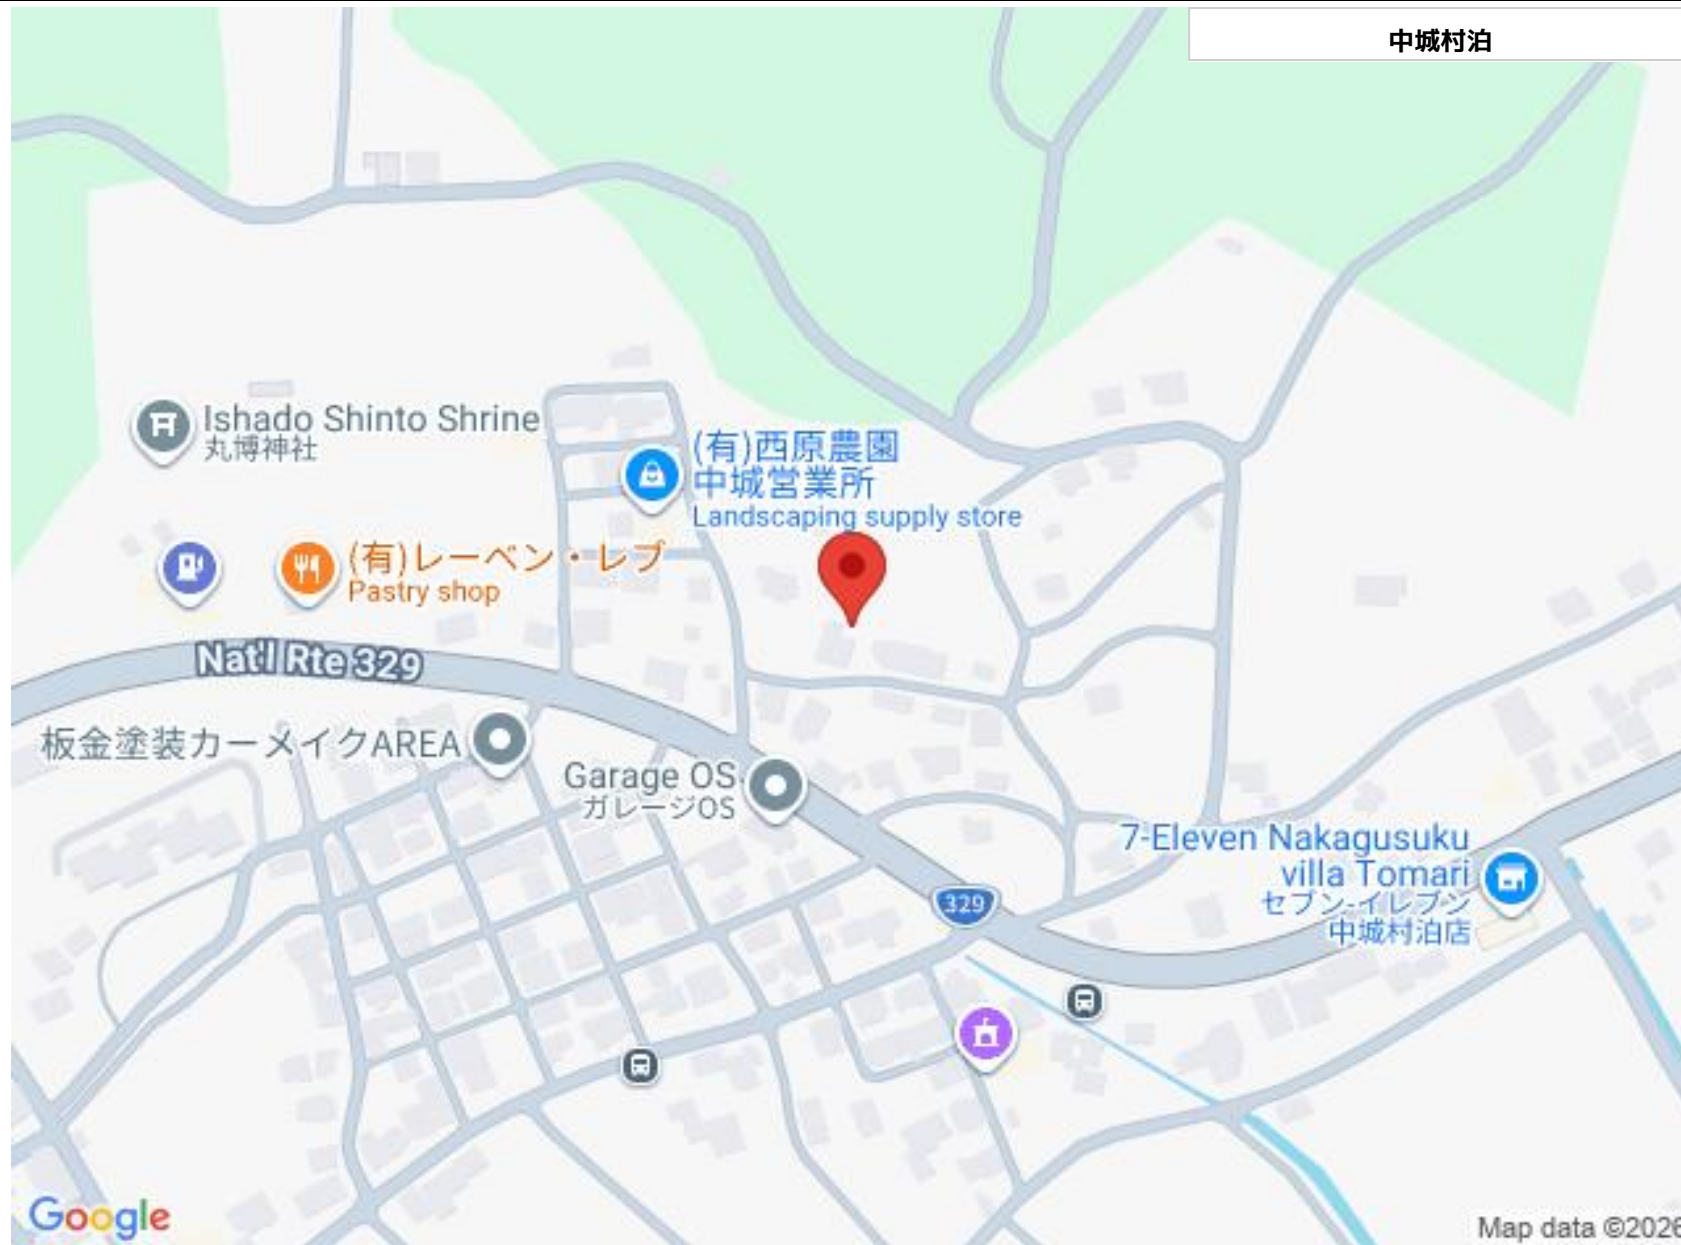 中城村泊
Ishado Shinto Shrine
丸博神社
(有)西原農園
中城営業所
Landscaping supply store
(有)レーベン・レブ
Pastry shop
Nat'l Rte 329
板金塗装カーメイクAREA
Garage OS
ガレージOS
7-Eleven Nakagusuku
villa Tomari
セブン-イレブン
中城村泊店
329
Google
Map data ©2026